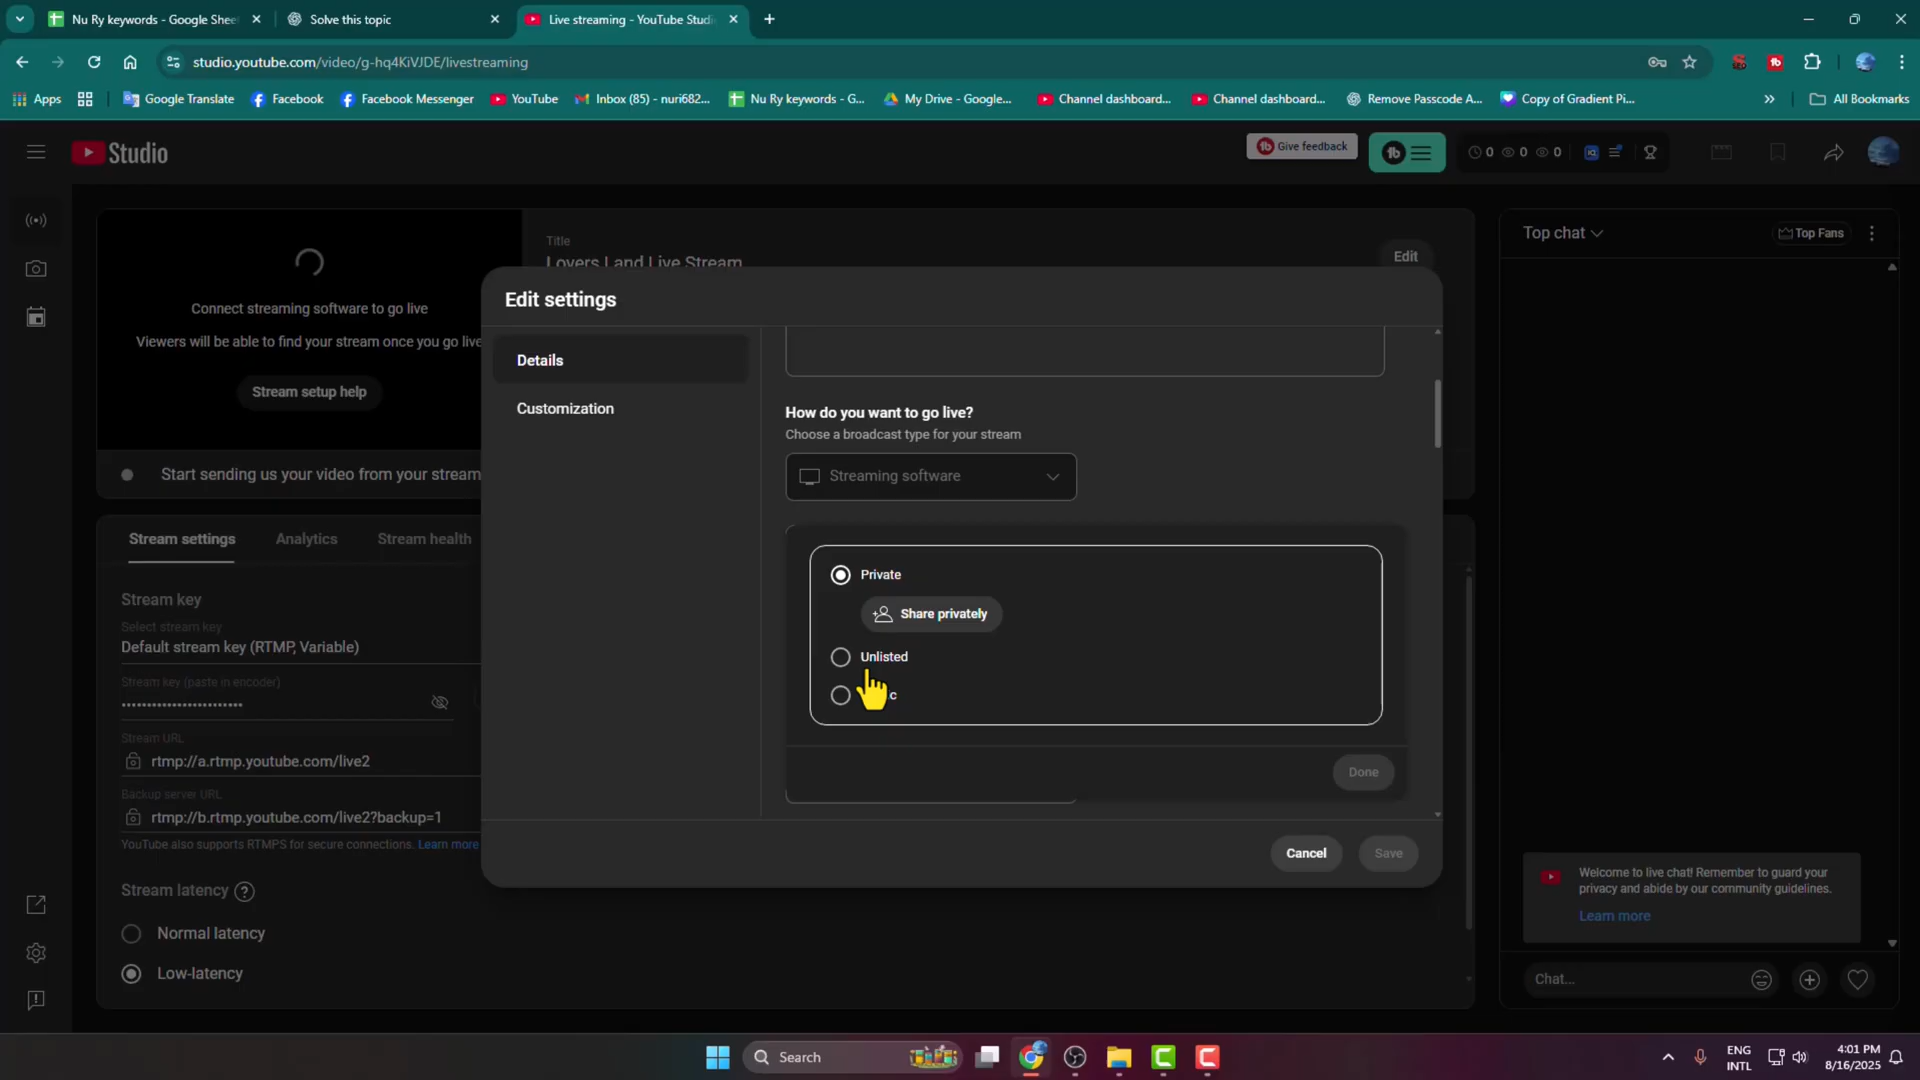 Nu Ry keywords - Google Shee
Solve this topic
Live streaming - YouTube Studi
studio.youtube.com/video/g-hq4KiVJDE/livestreaming
Apps
Google Translate
Facebook
Facebook Messenger
YouTube
Inbox (85) - nuri682...
Nu Ry keywords - G...
My Drive - Google...
Channel dashboard...
Channel dashboard...
Remove Passcode A...
Copy of Gradient Pi...
All Bookmarks
Studio
Give feedback
0 0 0
Title
Lovers Land Live Stream
Edit
Connect streaming software to go live
Viewers will be able to find your stream once you go live
Stream setup help
Start sending us your video from your stream
Stream settings
Analytics
Stream health
Stream key
Select stream key
Default stream key (RTMP, Variable)
Stream key (paste in encoder)
••••••••••••••••••••••••
Stream URL
rtmp://a.rtmp.youtube.com/live2
Backup server URL
rtmp://b.rtmp.youtube.com/live2?backup=1
YouTube also supports RTMPS for secure connections. Learn more
Stream latency
Normal latency
Low-latency
Edit settings
Details
Customization
How do you want to go live?
Choose a broadcast type for your stream
Streaming software
Private
Share privately
Unlisted
c
Done
Cancel
Save
Top chat
Top Fans
Welcome to live chat! Remember to guard your
privacy and abide by our community guidelines.
Learn more
Chat...
Search
ENG
INTL
4:01 PM
8/16/2025